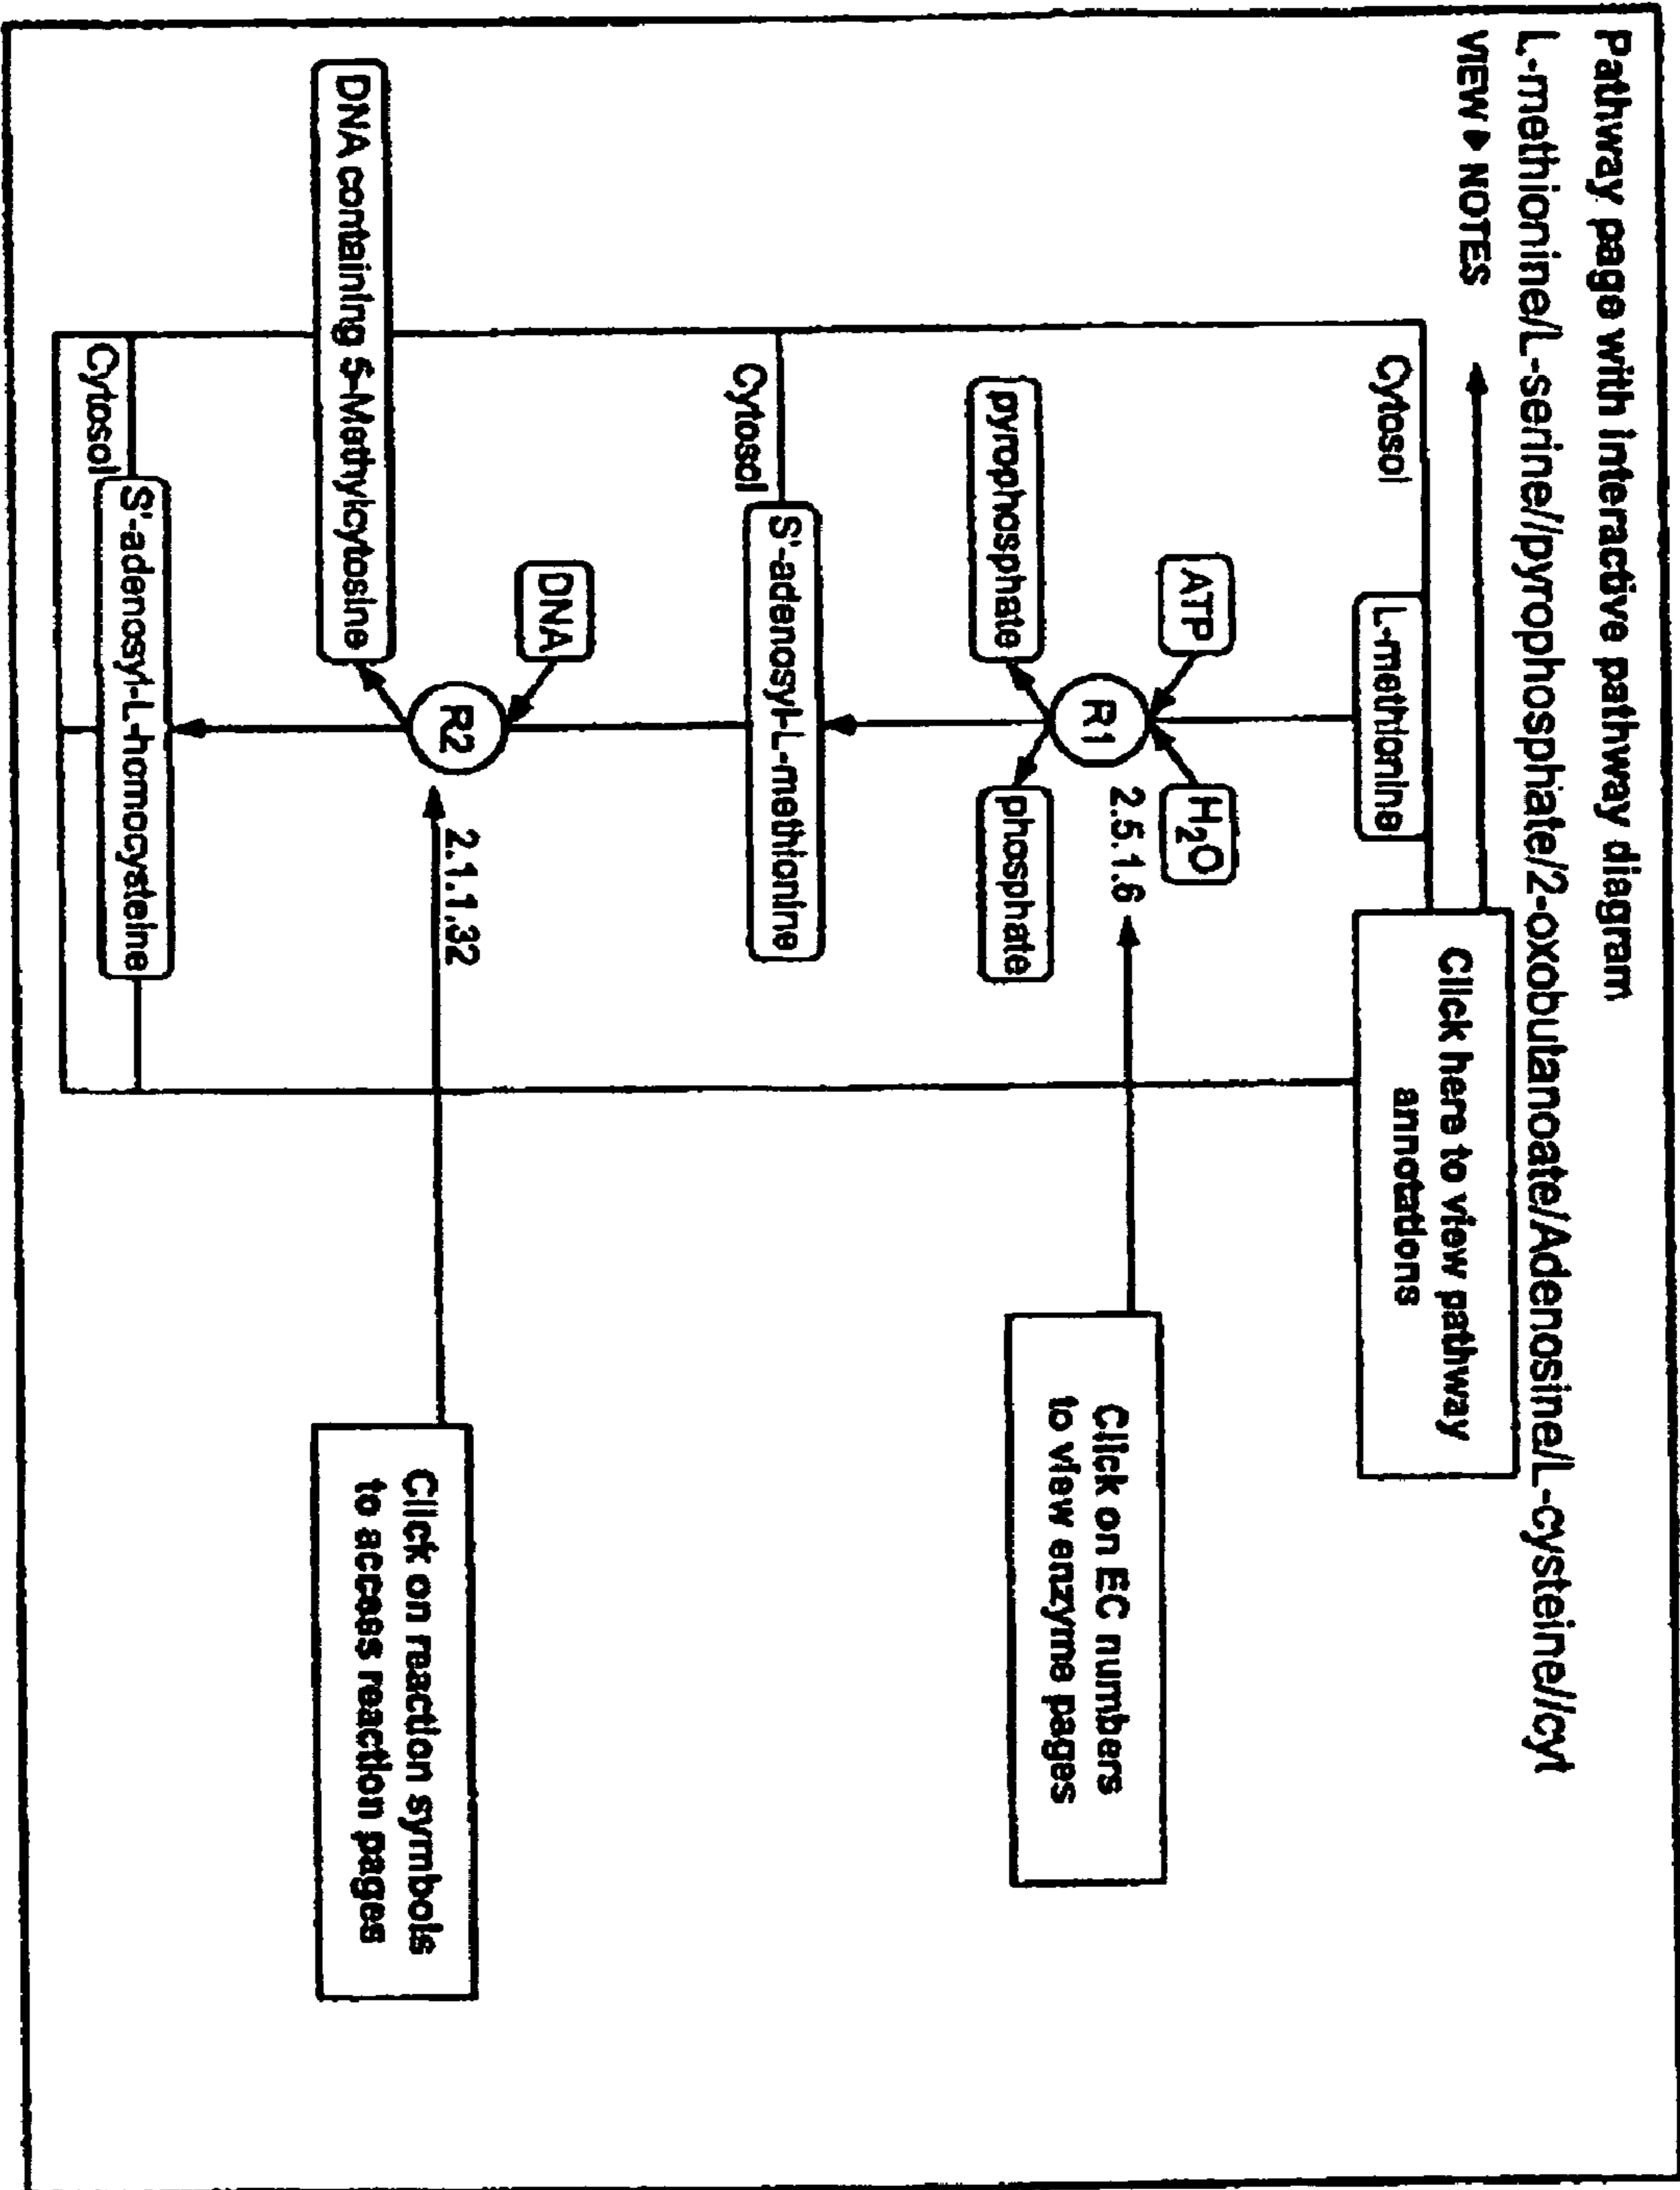 Pathway page with interactive pathway diagram
L-methionine/L-serine//pyrophosphate/2-oxobutanoate/Adenosine/L-cysteine//cyt
VIEW ▶ NOTES
Click here to view pathway
annotations
Cytosol
L-methionine
ATP
H₂O
R1
2.5.1.6
Click on EC numbers
to view enzyme pages
pyrophosphate
phosphate
Cytosol
S'-adenosyl-L-methionine
DNA
R2
2.1.1.32
Click on reaction symbols
to access reaction pages
DNA containing 5-Methylcytosine
Cytosol
S'-adenosyl-L-homocysteine